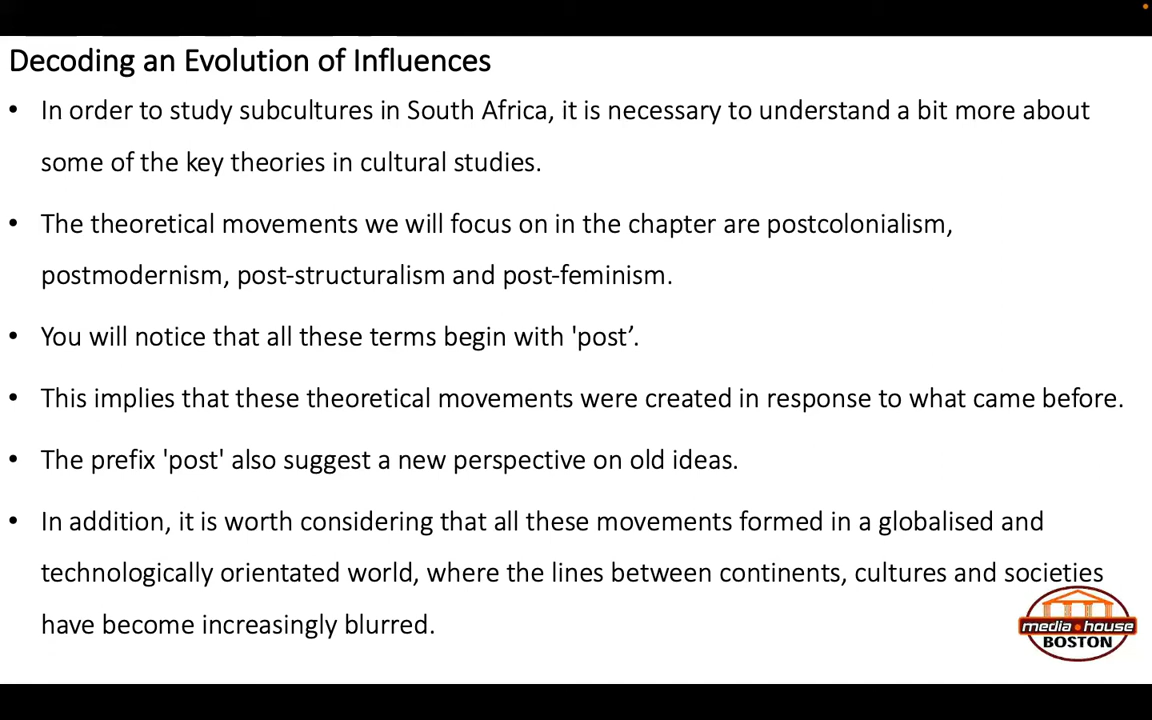 Decoding an Evolution of Influences
• In order to study subcultures in South Africa, it is necessary to understand a bit more about
some of the key theories in cultural studies.
• The theoretical movements we will focus on in the chapter are postcolonialism,
postmodernism, post-structuralism and post-feminism.
• You will notice that all these terms begin with 'post’.
• This implies that these theoretical movements were created in response to what came before.
• The prefix 'post' also suggest a new perspective on old ideas.
• In addition, it is worth considering that all these movements formed in a globalised and
technologically orientated world, where the lines between continents, cultures and societies
have become increasingly blurred.
media•house
BOSTON